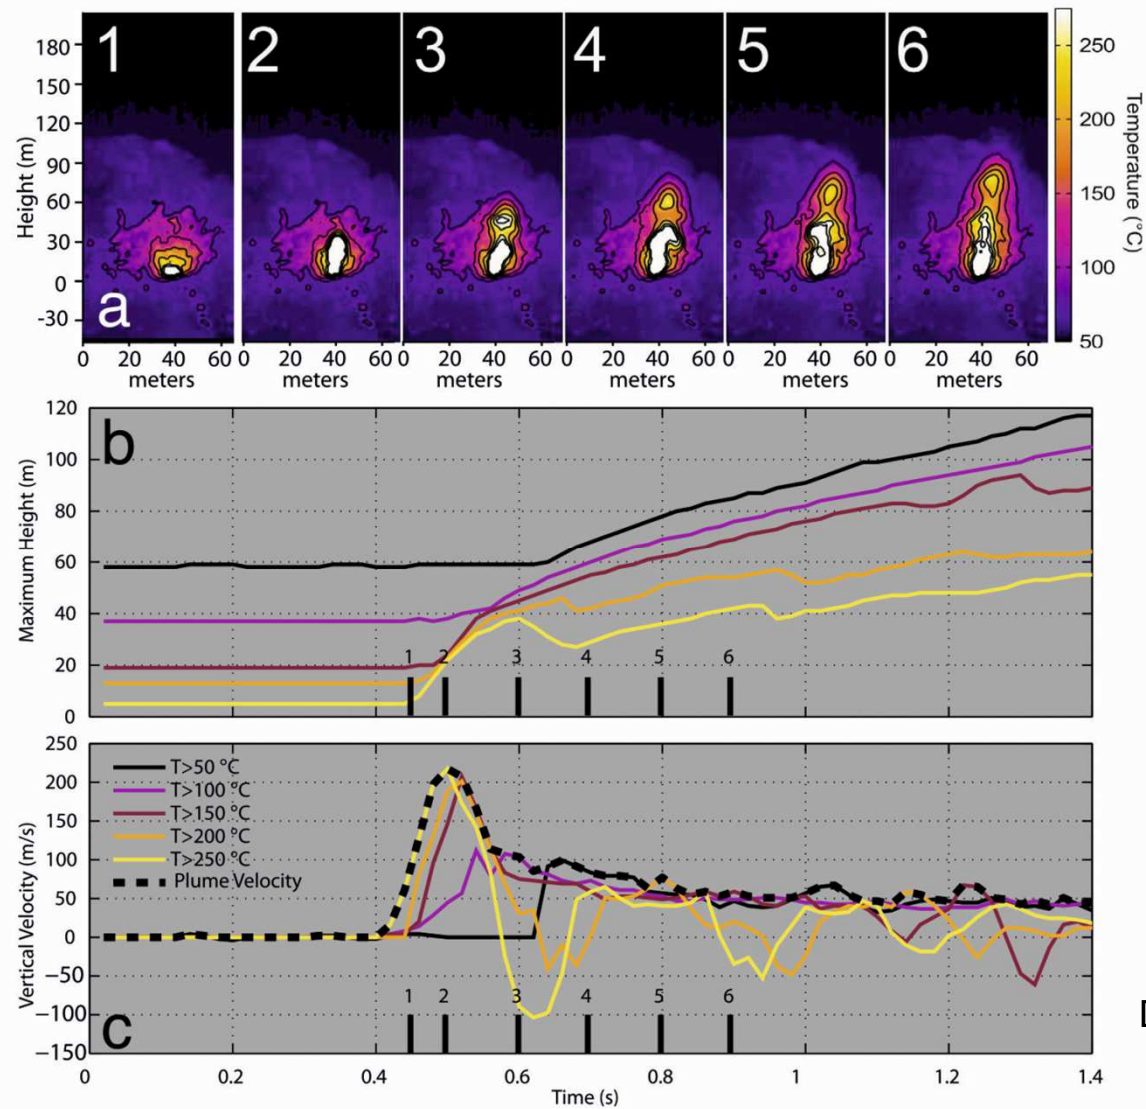 1 2 3 4 5 6
180
150
120
90
60
30
0
-30
Height (m)
a
250
200
150
100
50
Temperature (°C)
0 20 40 60 0 20 40 60 0 20 40 60 0 20 40 60 0 20 40 60 0 20 40 60
meters meters meters meters meters meters
b
120
100
80
60
40
20
0
Maximum Height (m)
1 2 3 4 5 6
250
200
150
100
50
0
−50
−100
−150
Vertical Velocity (m/s)
T>50 °C
T>100 °C
T>150 °C
T>200 °C
T>250 °C
Plume Velocity
1 2 3 4 5 6
c
0 0.2 0.4 0.6 0.8 1 1.2 1.4
Time (s)